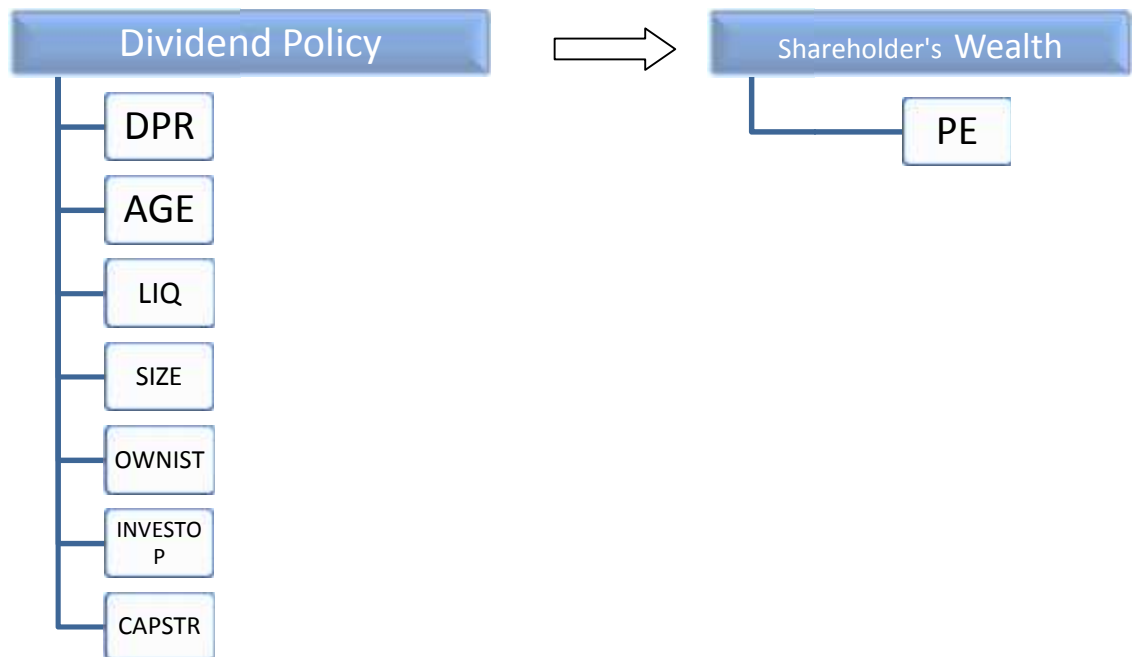 Dividend Policy
Shareholder's Wealth
DPR
PE
AGE
LIQ
SIZE
OWNIST
INVESTO
P
CAPSTR